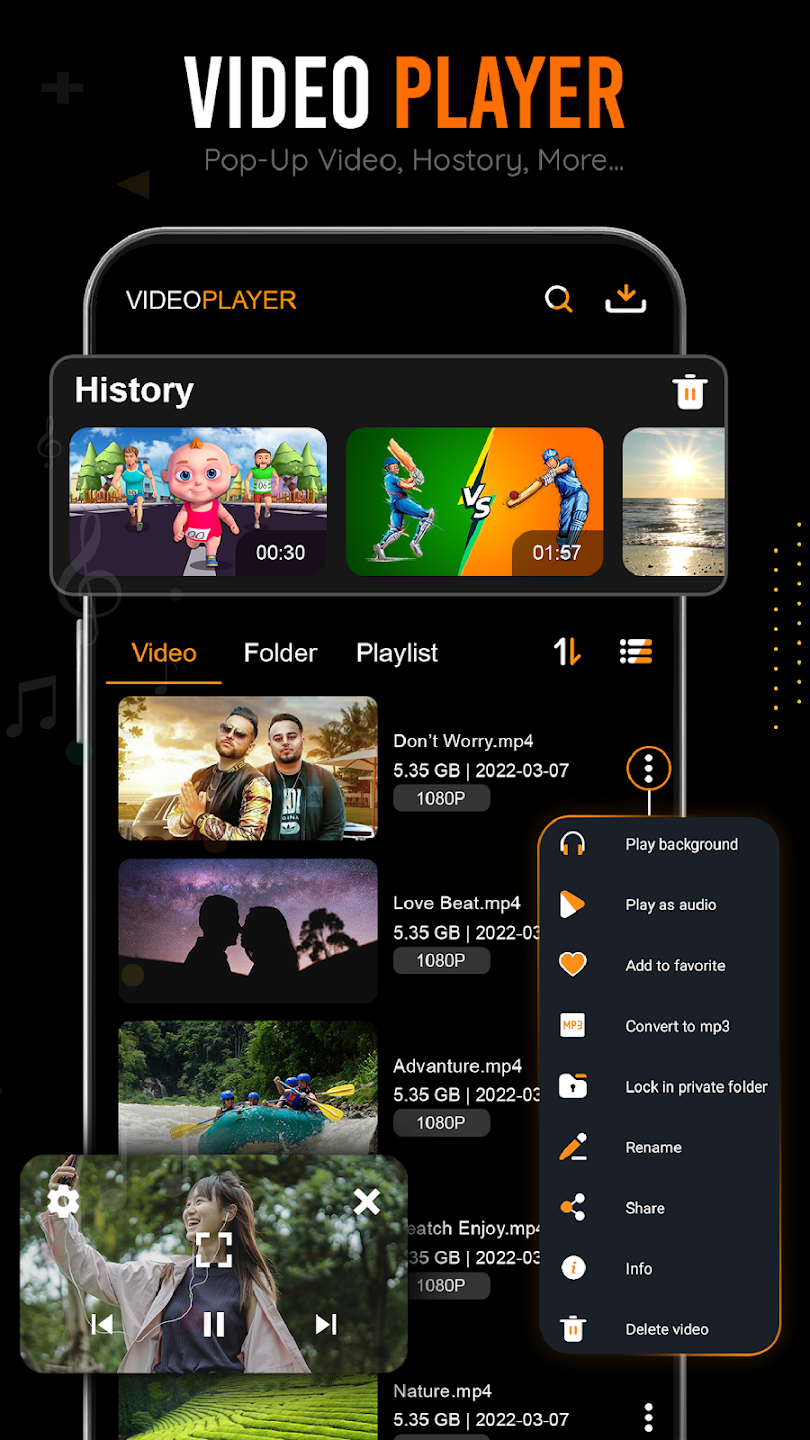 VIDEO PLAYER
Pop-Up Video, Hostory, More...
VIDEOPLAYER
History
00:30
VS
01:57
Video Folder Playlist
Don't Worry.mp4
5.35 GB | 2022-03-07
1080P
Play background
Play as audio
Love Beat.mp4
5.35 GB | 2022-03
1080P
Add to favorite
MP3 Convert to mp3
Advanture.mp4
5.35 GB | 2022-03
1080P
Lock in private folder
Rename
Share
eatch Enjoy.mp4
35 GB | 2022-03
1080P
Info
Delete video
Nature.mp4
5.35 GB | 2022-03-07